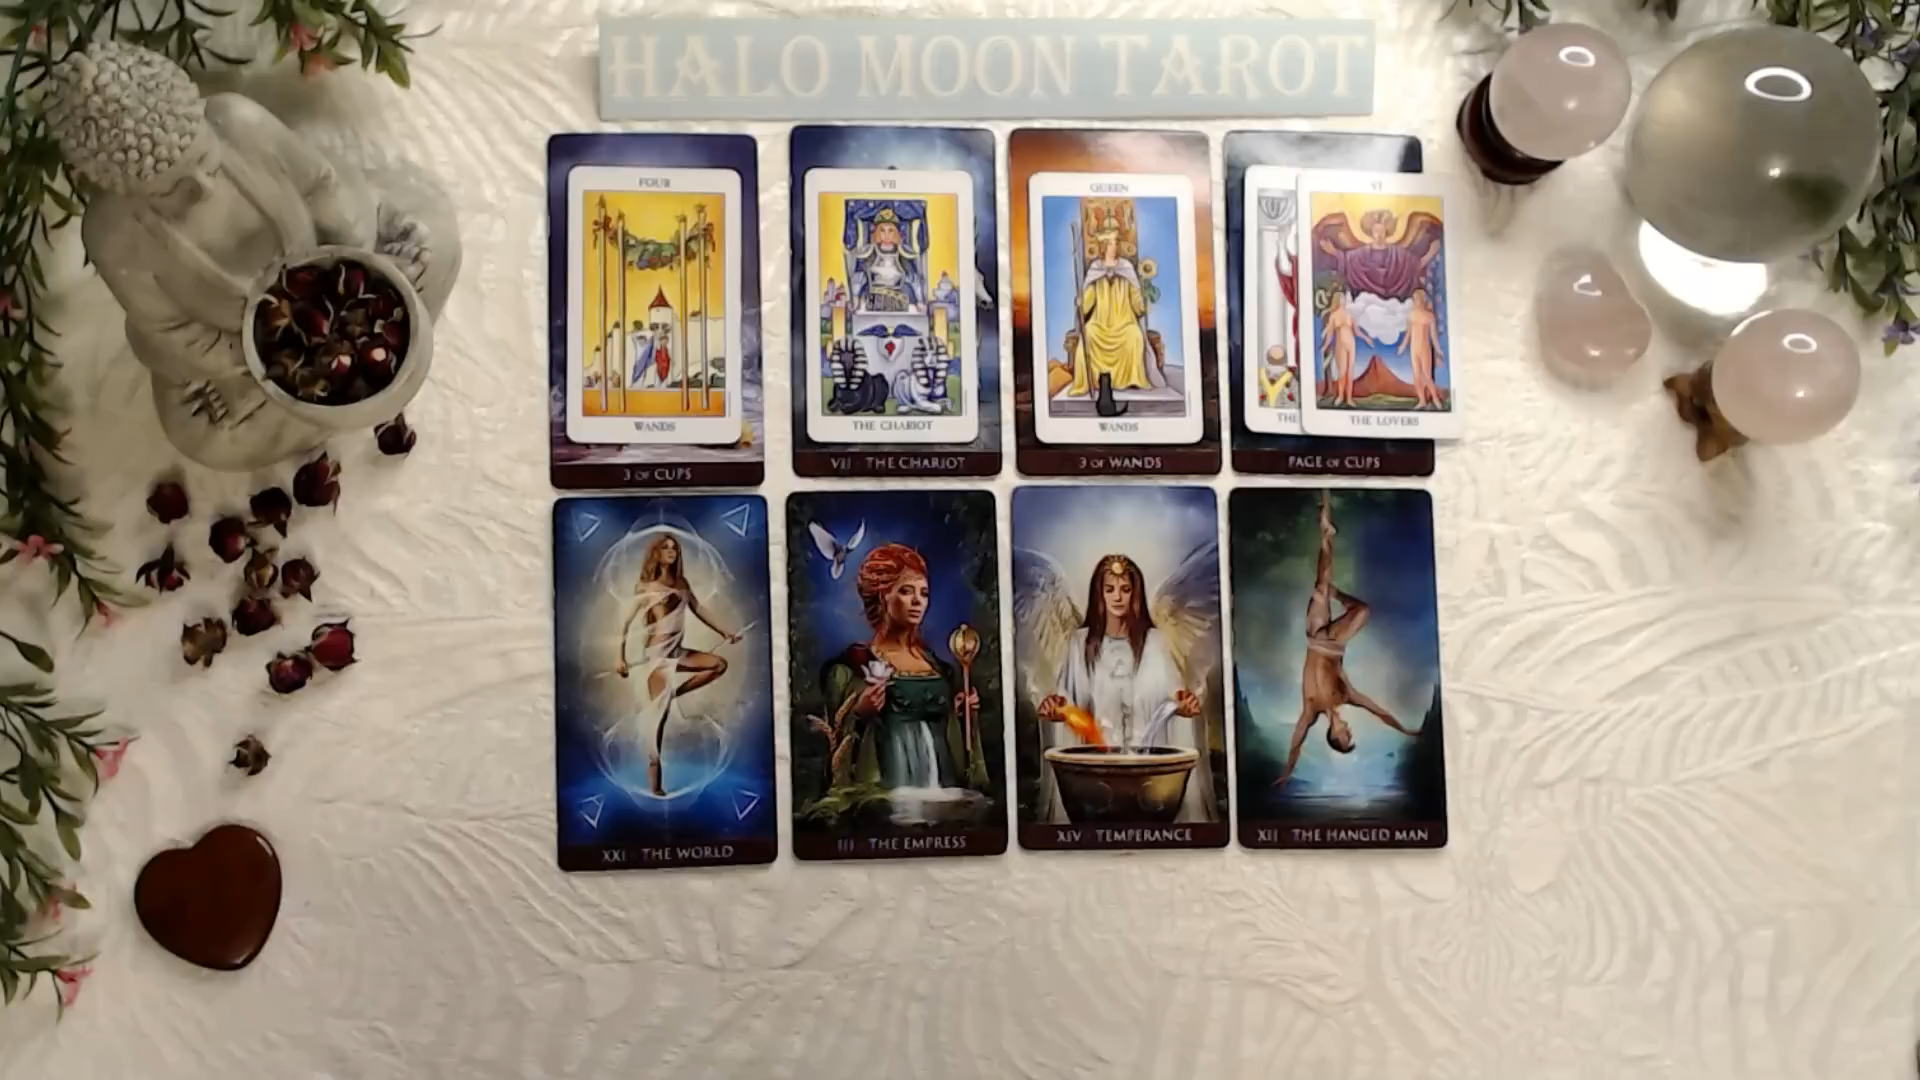 HALO MOON TAROT
FOUR
WANDS
3 OF CUPS
VII
THE CHARIOT
VII · THE CHARIOT
QUEEN
WANDS
3 OF WANDS
THE
VI
THE LOVERS
PAGE OF CUPS
XXI · THE WORLD
III · THE EMPRESS
XIV · TEMPERANCE
XII · THE HANGED MAN